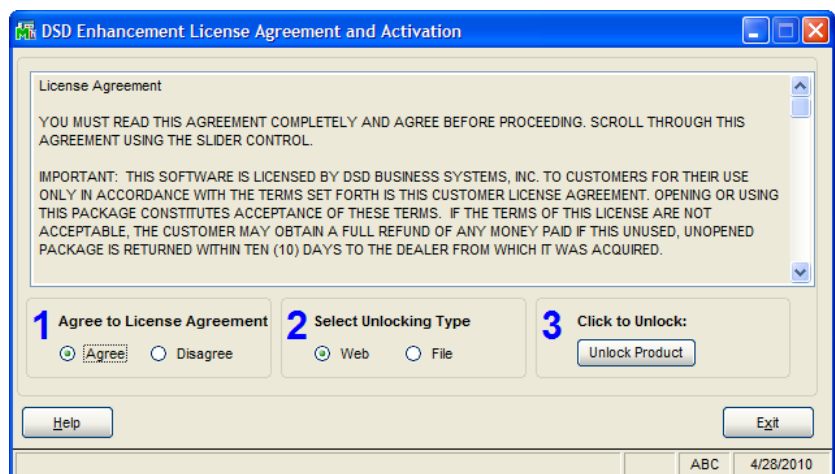 DSD Enhancement License Agreement and Activation
License Agreement
YOU MUST READ THIS AGREEMENT COMPLETELY AND AGREE BEFORE PROCEEDING. SCROLL THROUGH THIS
AGREEMENT USING THE SLIDER CONTROL.
IMPORTANT: THIS SOFTWARE IS LICENSED BY DSD BUSINESS SYSTEMS, INC. TO CUSTOMERS FOR THEIR USE
ONLY IN ACCORDANCE WITH THE TERMS SET FORTH IS THIS CUSTOMER LICENSE AGREEMENT. OPENING OR USING
THIS PACKAGE CONSTITUTES ACCEPTANCE OF THESE TERMS. IF THE TERMS OF THIS LICENSE ARE NOT
ACCEPTABLE, THE CUSTOMER MAY OBTAIN A FULL REFUND OF ANY MONEY PAID IF THIS UNUSED, UNOPENED
PACKAGE IS RETURNED WITHIN TEN (10) DAYS TO THE DEALER FROM WHICH IT WAS ACQUIRED.
1 Agree to License Agreement
Agree Disagree
2 Select Unlocking Type
Web File
3 Click to Unlock:
Unlock Product
Help
Exit
ABC 4/28/2010